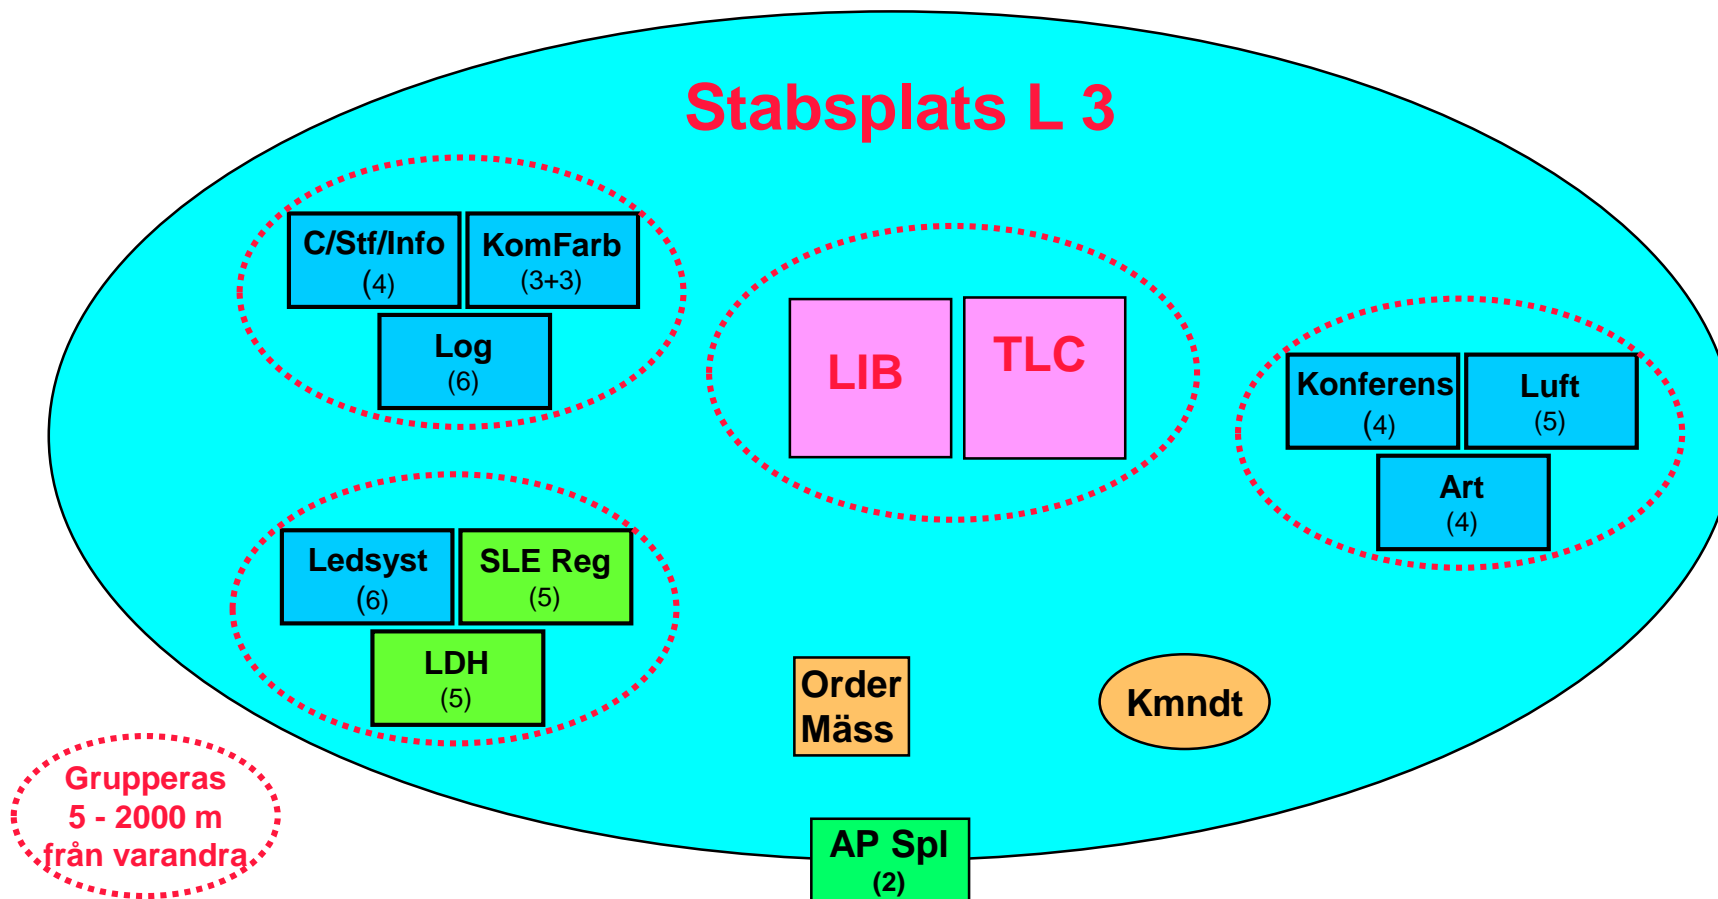 Stabsplats L 3
C/Stf/Info
(4)
KomFarb
(3+3)
Log
(6)
LIB
TLC
Konferens
(4)
Luft
(5)
Art
(4)
Ledsyst
(6)
SLE Reg
(5)
LDH
(5)
Order
Mäss
Kmndt
Grupperas
5 - 2000 m
från varandra
AP Spl
(2)